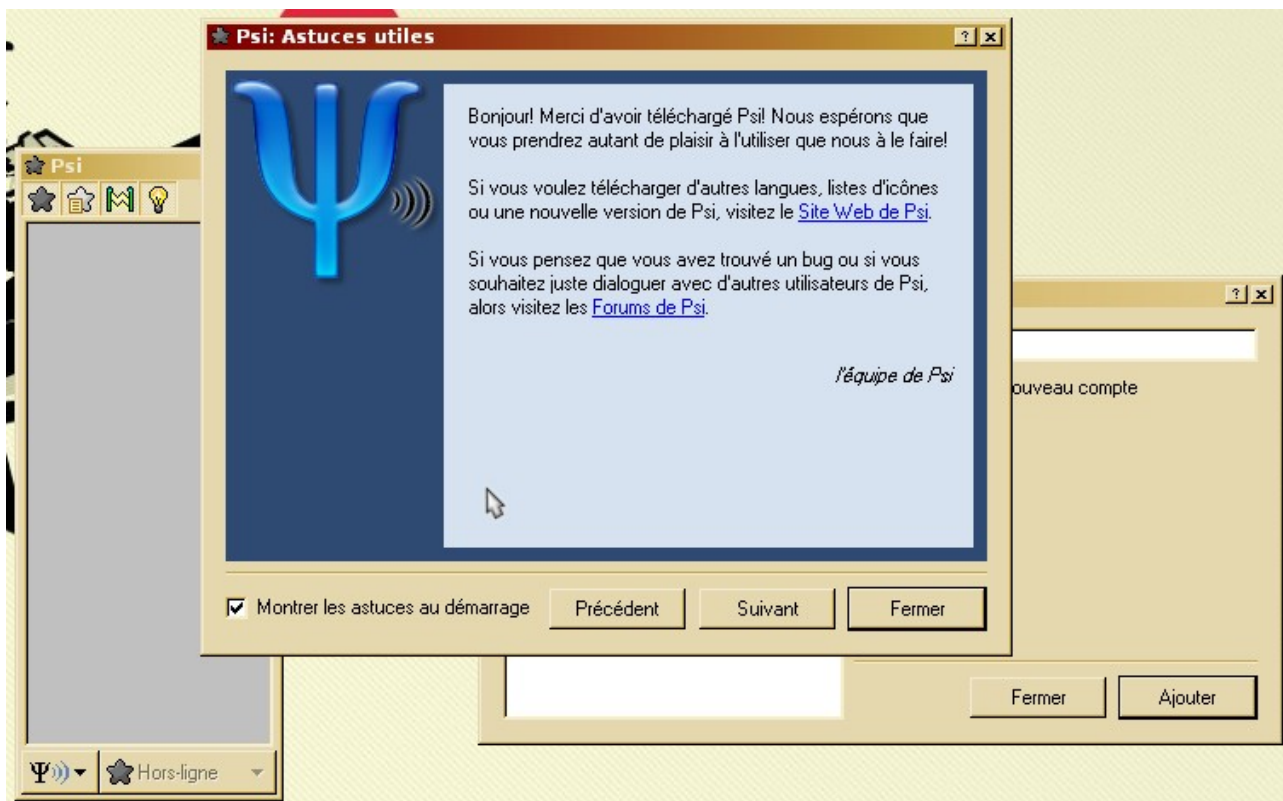 Psi: Astuces utiles
Bonjour! Merci d'avoir téléchargé Psi! Nous espérons que
vous prendrez autant de plaisir à l'utiliser que nous à le faire!
Si vous voulez télécharger d'autres langues, listes d'icônes
ou une nouvelle version de Psi, visitez le Site Web de Psi.
Si vous pensez que vous avez trouvé un bug ou si vous
souhaitez juste dialoguer avec d'autres utilisateurs de Psi,
alors visitez les Forums de Psi.
l'équipe de Psi
Montrer les astuces au démarrage
Précédent
Suivant
Fermer
Psi
Ψ
Hors-ligne
ouveau compte
Fermer
Ajouter